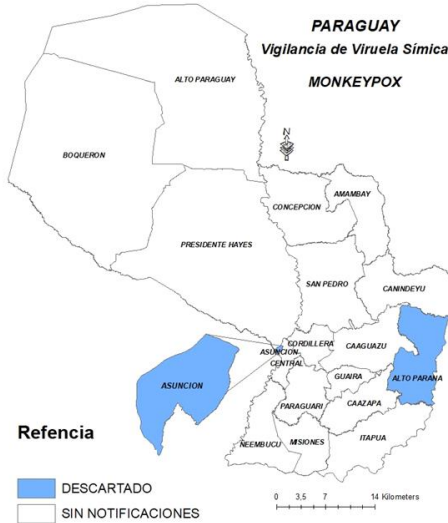 PARAGUAY
Vigilancia de Viruela Símica
MONKEYPOX
ALTO PARAGUAY
BOQUERON
N
AMAMBAY
CONCEPCION
PRESIDENTE HAYES
SAN PEDRO
CANINDEYU
CORDILLERA
CAAGUAZU
ASUNCION
CENTRAL
GUAIRA
ALTO PARANA
ASUNCION
CAAZAPA
PARAGUARI
ÑEEMBUCU
MISIONES
ITAPUA
Refencia
DESCARTADO
SIN NOTIFICACIONES
0 3,5 7 14 Kilometers